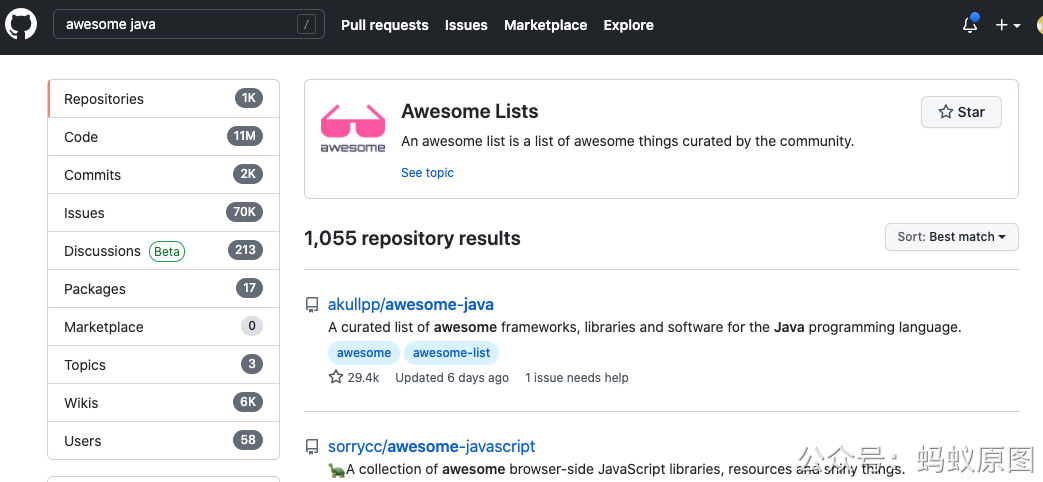 awesome java / Pull requests Issues Marketplace Explore
Repositories 1K
Code 11M
Commits 2K
Issues 70K
Discussions Beta 213
Packages 17
Marketplace 0
Topics 3
Wikis 6K
Users 58
awesome
Awesome Lists
Star
An awesome list is a list of awesome things curated by the community.
See topic
1,055 repository results
Sort: Best match
akullpp/awesome-java
A curated list of awesome frameworks, libraries and software for the Java programming language.
awesome awesome-list
29.4k Updated 6 days ago 1 issue needs help
sorrycc/awesome-javascript
🐢A collection of awesome browser-side JavaScript libraries, resources and shiny things.
公众号：蚂蚁原图